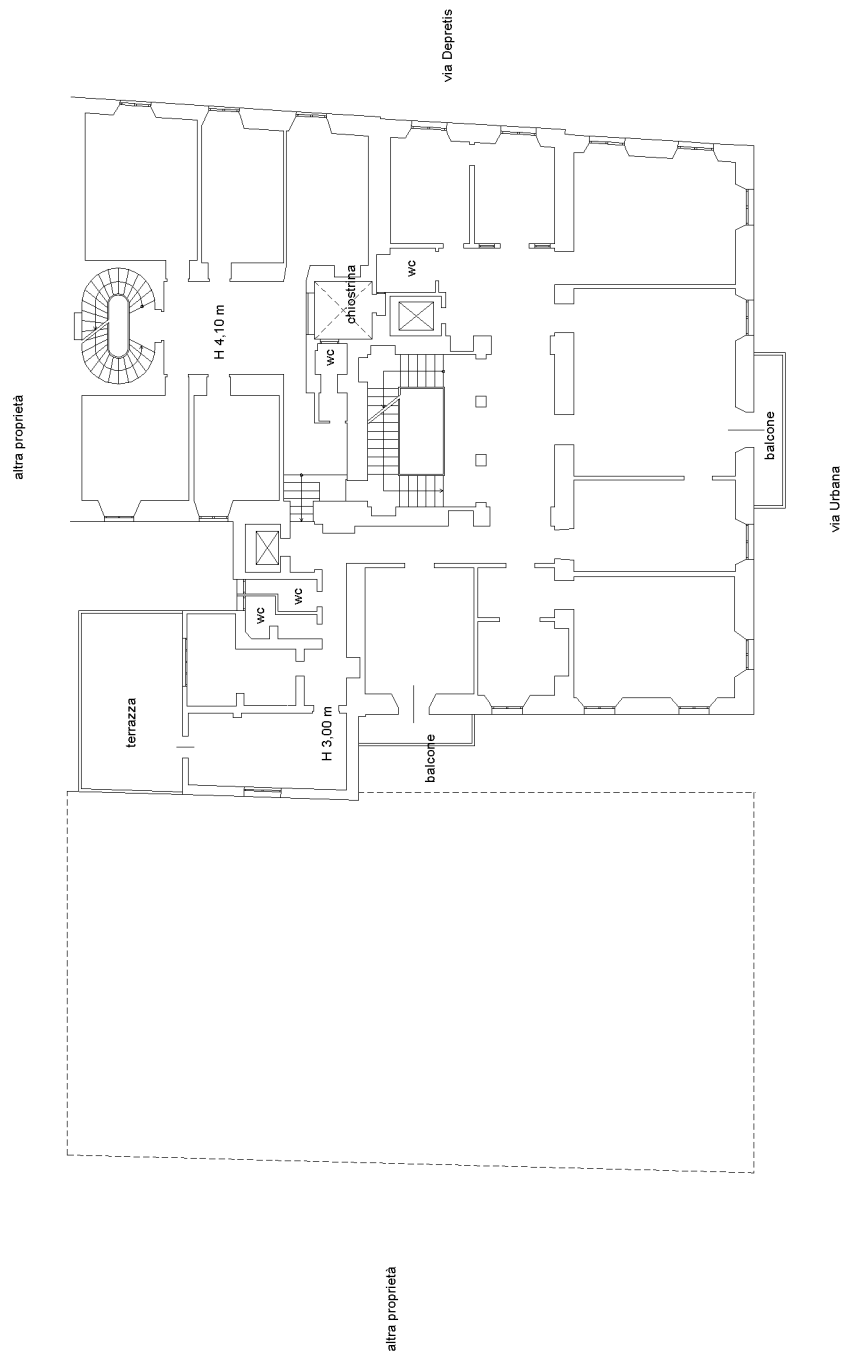 via Depretis
altra proprietà
H 4,10 m
chiostrina
wc
wc
balcone
via Urbana
wc
wc
terrazza
H 3,00 m
balcone
altra proprietà